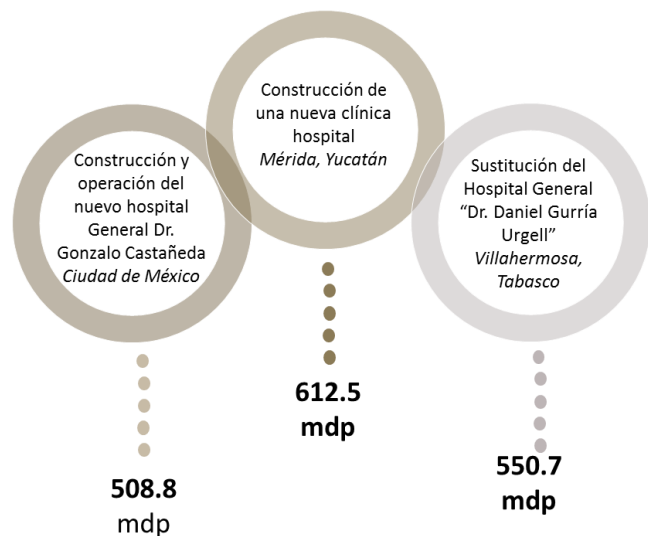 Construcción y
operación del
nuevo hospital
General Dr.
Gonzalo Castañeda
Ciudad de México
508.8
mdp
Construcción de
una nueva clínica
hospital
Mérida, Yucatán
612.5
mdp
Sustitución del
Hospital General
“Dr. Daniel Gurría
Urgell”
Villahermosa,
Tabasco
550.7
mdp